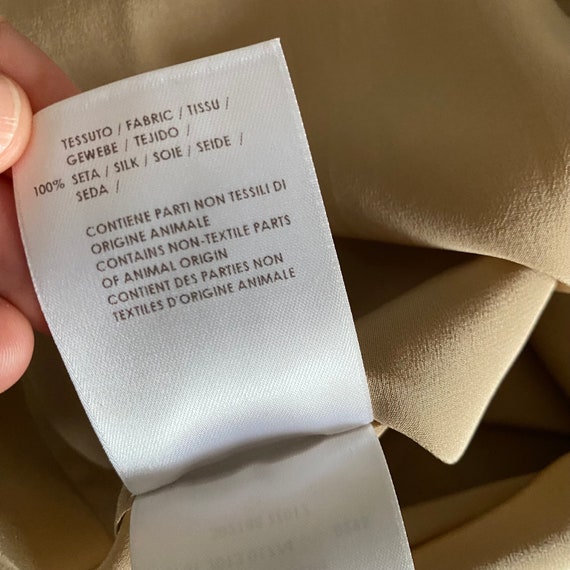 TESSUTO / FABRIC / TISSU /
GEWEBE / TEJIDO /
100% SETA / SILK / SOIE / SEIDE /
SEDA /
CONTIENE PARTI NON TESSILI DI
ORIGINE ANIMALE
CONTAINS NON-TEXTILE PARTS
OF ANIMAL ORIGIN
CONTIENT DES PARTIES NON
TEXTILES D'ORIGINE ANIMALE